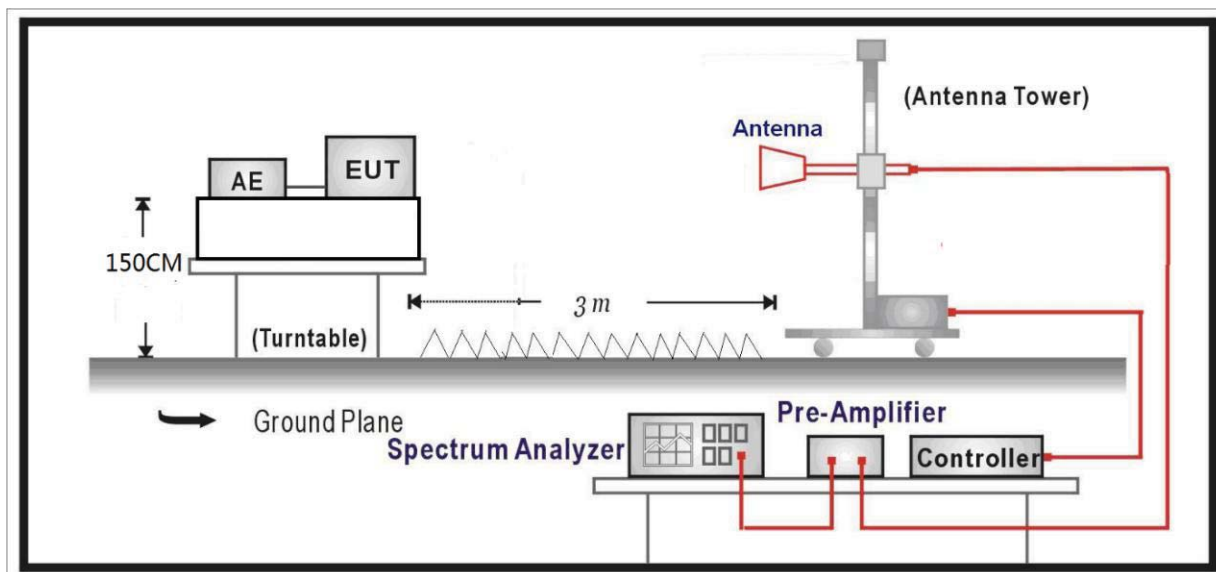 (Antenna Tower)
Antenna
AE
EUT
150CM
3 m
(Turntable)
Ground Plane
Pre-Amplifier
Spectrum Analyzer
Controller